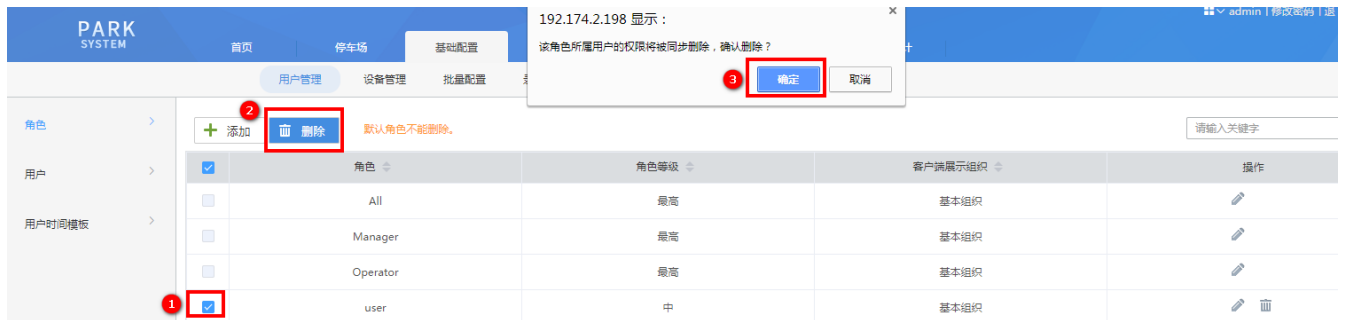 192.174.2.198 显示：
×
admin | 修改密码 | 退
PARK
SYSTEM
首页
停车场
基础配置
该角色所属用户的权限将被同步删除，确认删除？
3
确定
取消
用户管理
设备管理
批量配置
角色
2
添加
删除
默认角色不能删除。
请输入关键字
用户
用户时间模板
角色
角色等级
客户端展示组织
操作
All
最高
基本组织
Manager
最高
基本组织
Operator
最高
基本组织
1
user
中
基本组织